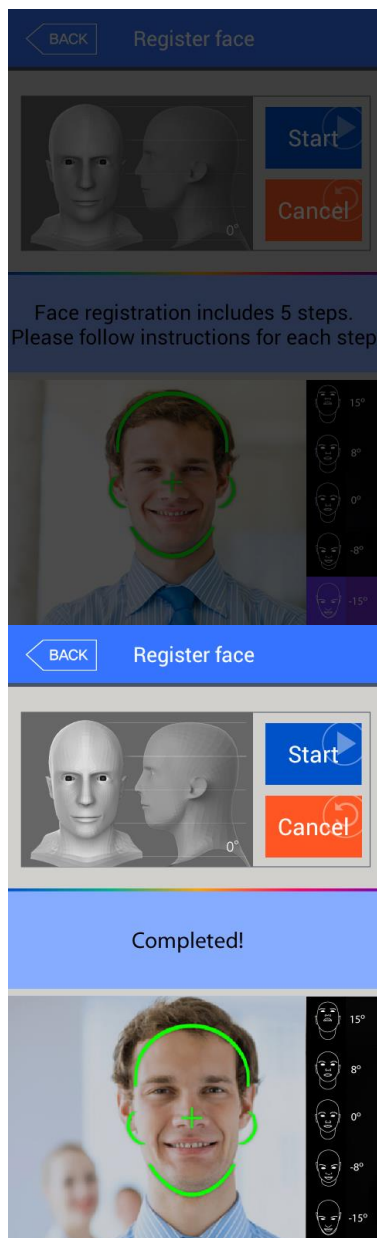 BACK
Register face
Start
0°
Cancel
Face registration includes 5 steps.
Please follow instructions for each step
15°
8°
0°
-8°
-15°
BACK
Register face
Start
0°
Cancel
Completed!
15°
8°
0°
-8°
-15°